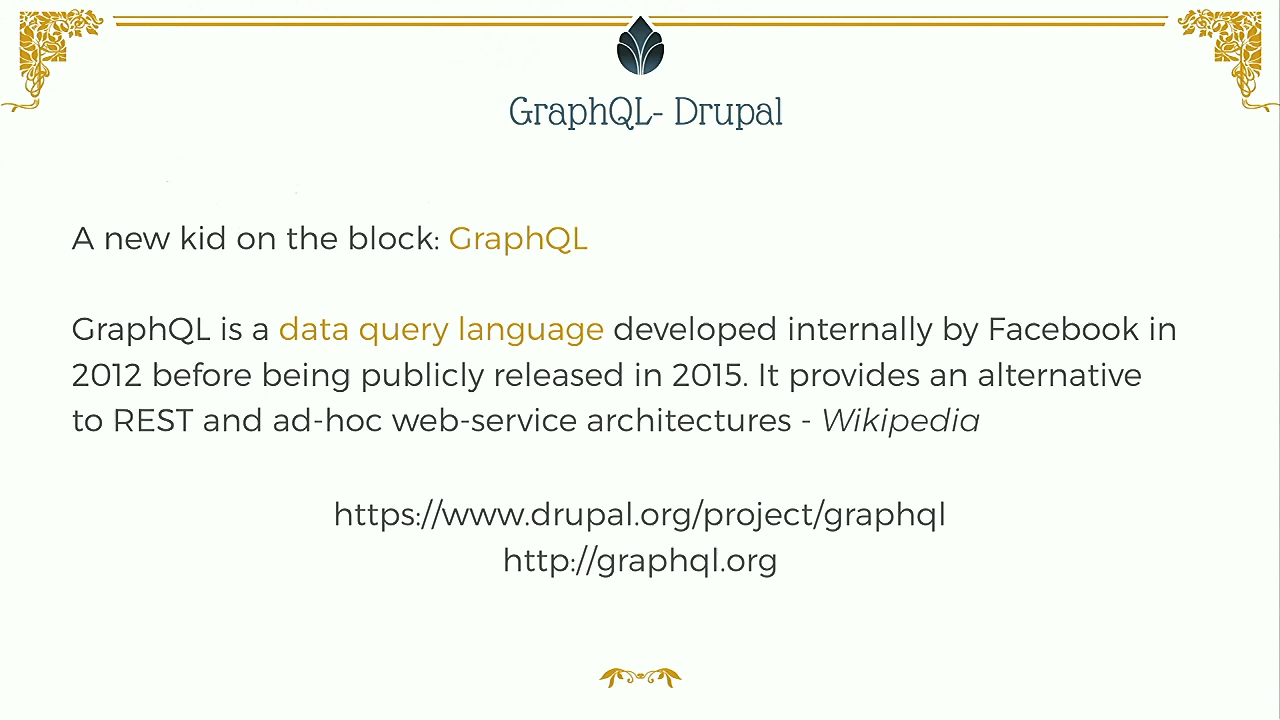 GraphQL- Drupal
A new kid on the block: GraphQL
GraphQL is a data query language developed internally by Facebook in
2012 before being publicly released in 2015. It provides an alternative
to REST and ad-hoc web-service architectures - Wikipedia
https://www.drupal.org/project/graphql
http://graphql.org